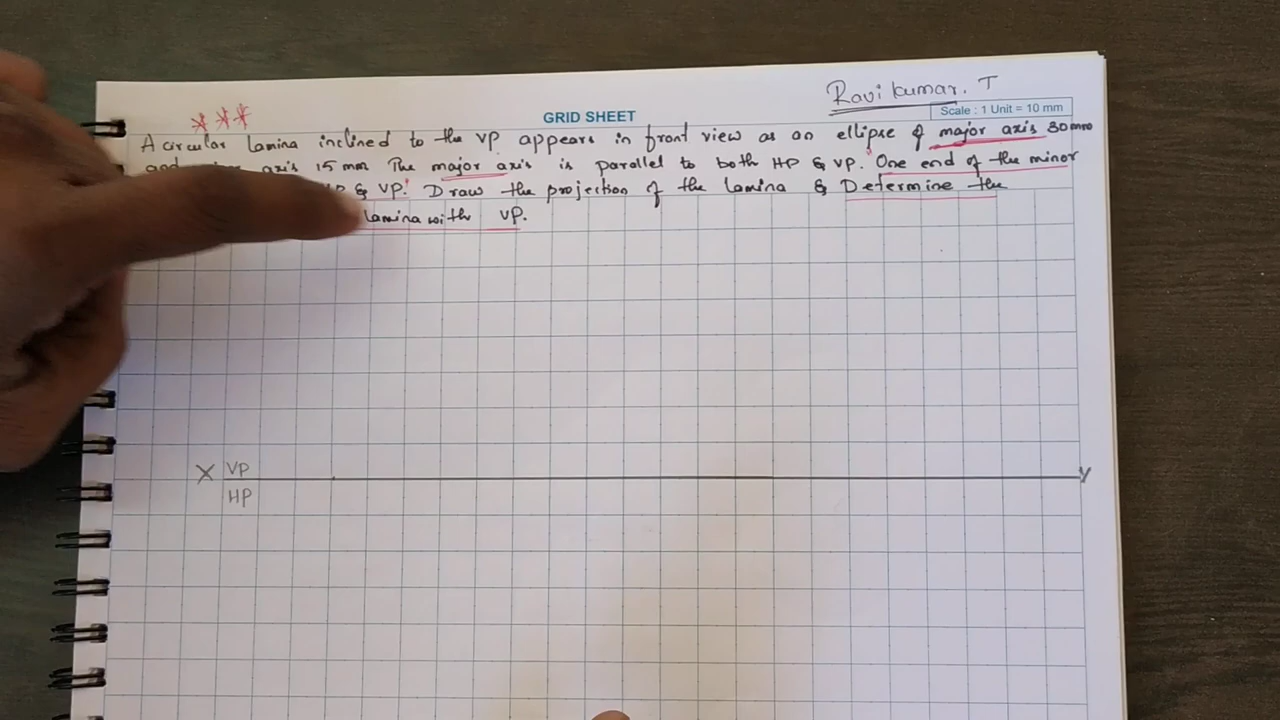 Ravi kumar. T
GRID SHEET
Scale : 1 Unit = 10 mm
A circular lamina inclined to the VP appears in front view as an ellipse of major axis 30mm
and axis 15 mm The major axis is parallel to both HP & VP. One end of the minor
& VP. Draw the projection of the lamina & Determine the
lamina with VP.
X VP
Y
HP